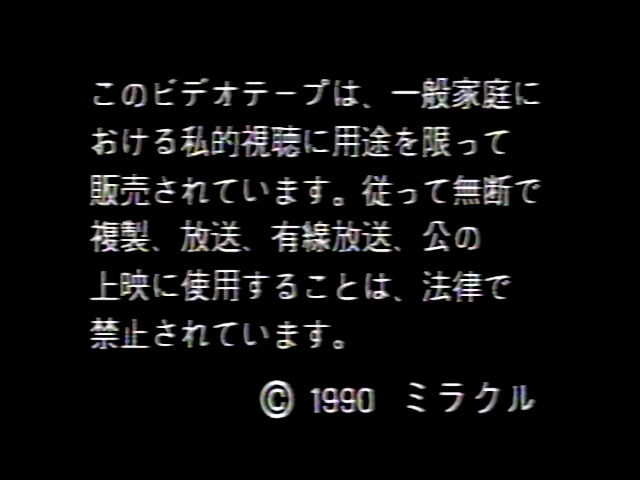 このビデオテープは、一般家庭に
おける私的視聴に用途を限って
販売されています。従って無断で
複製、放送、有線放送、公の
上映に使用することは、法律で
禁止されています。
© 1990 ミラクル